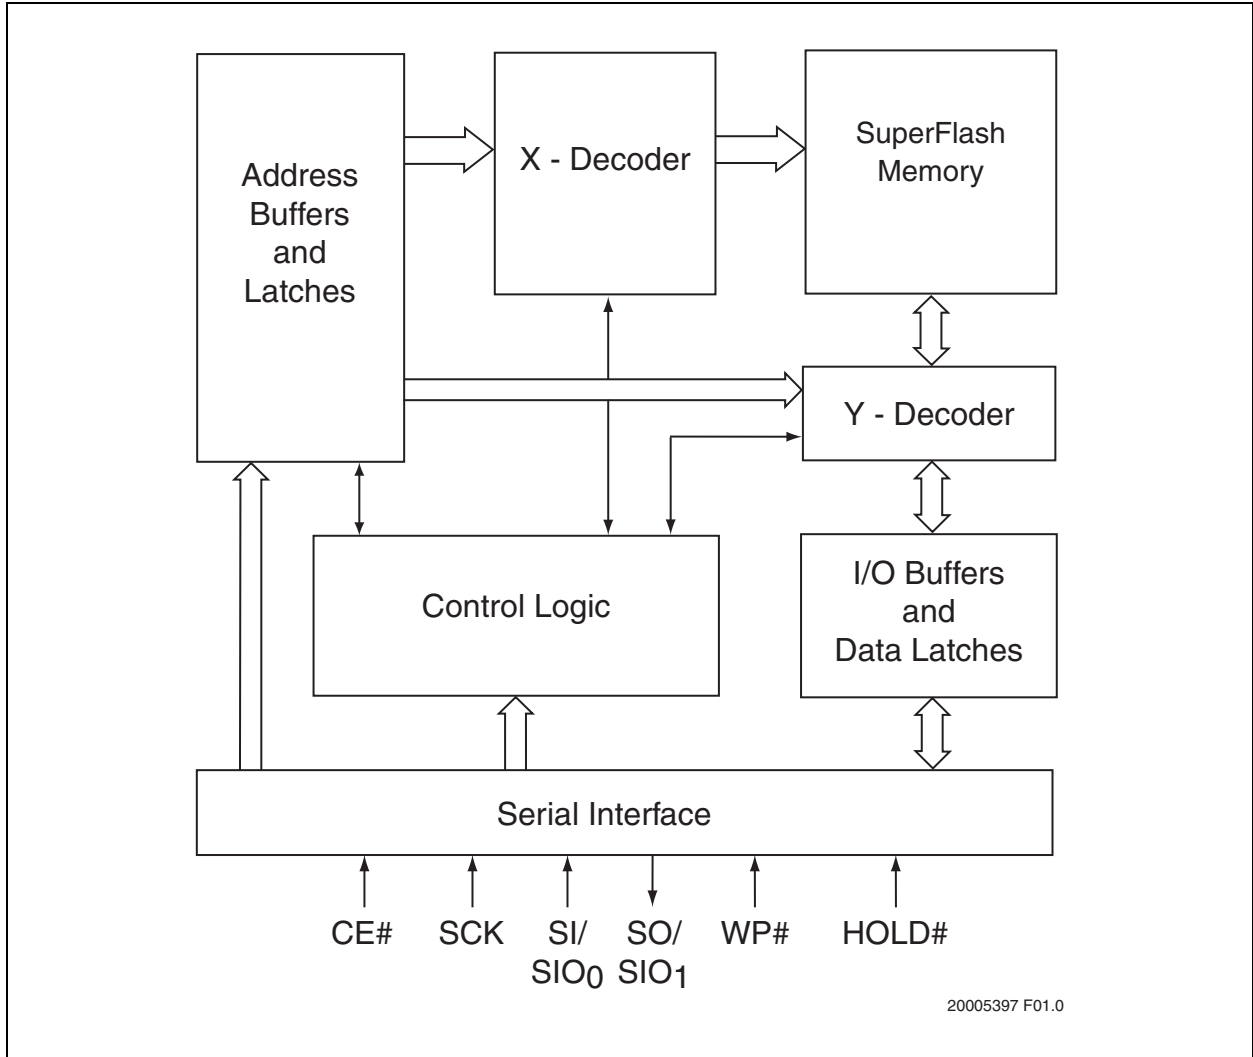 Address
Buffers
and
Latches
X - Decoder
SuperFlash
Memory
Y - Decoder
Control Logic
I/O Buffers
and
Data Latches
Serial Interface
CE#
SCK
SI/
SIO0
SO/
SIO1
WP#
HOLD#
20005397 F01.0